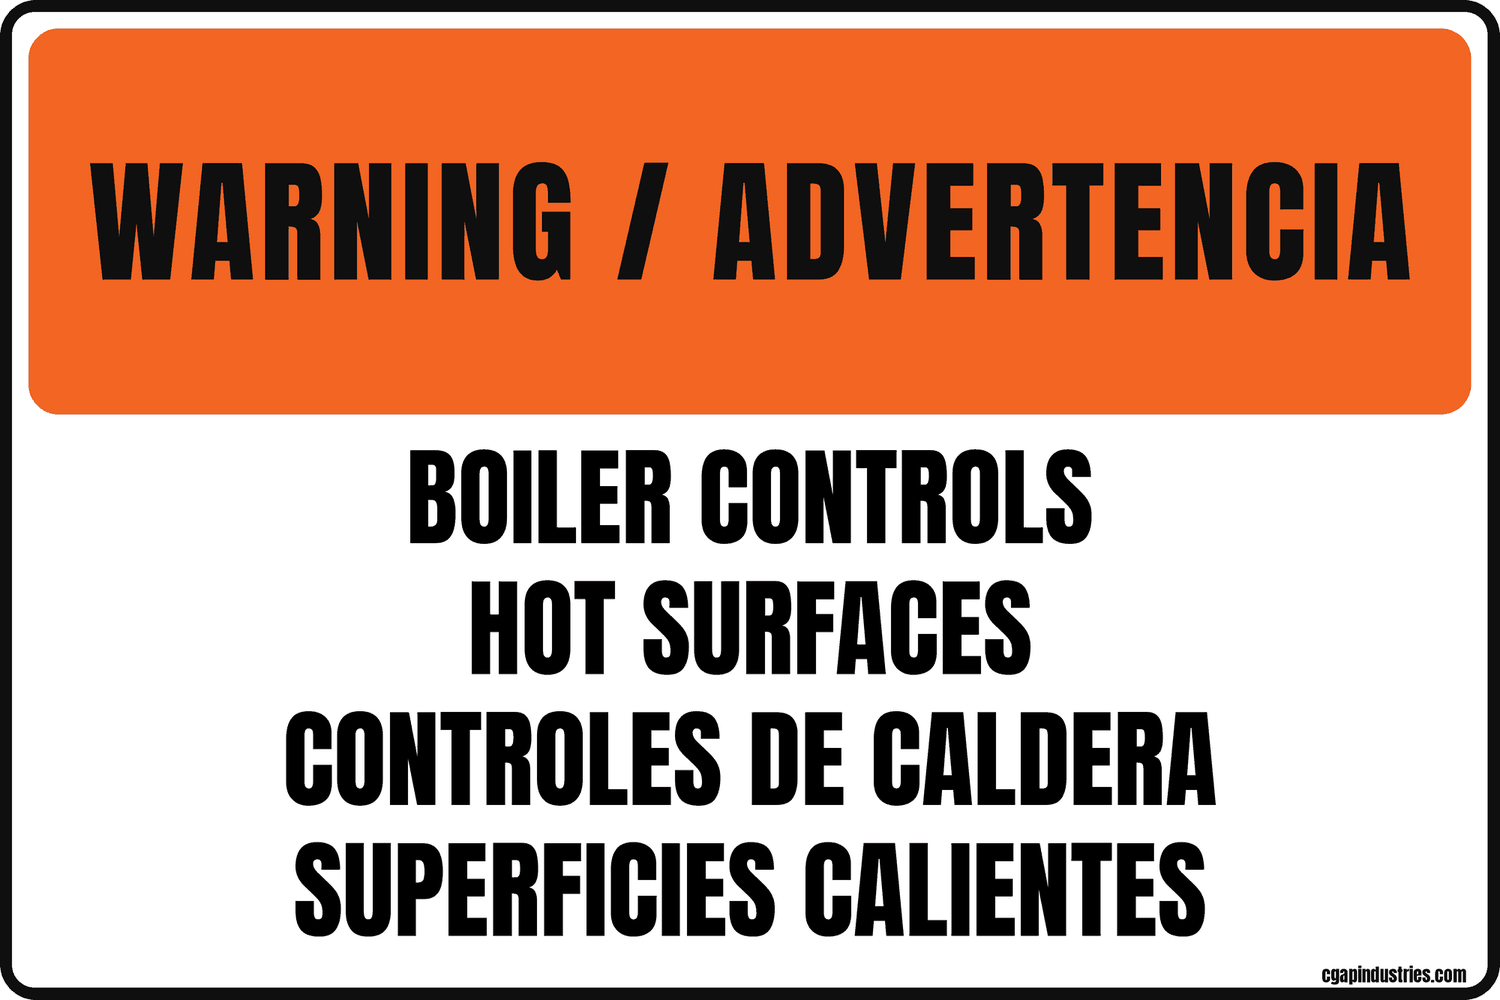 WARNING / ADVERTENCIA
BOILER CONTROLS
HOT SURFACES
CONTROLES DE CALDERA
SUPERFICIES CALIENTES
cgapindustries.com